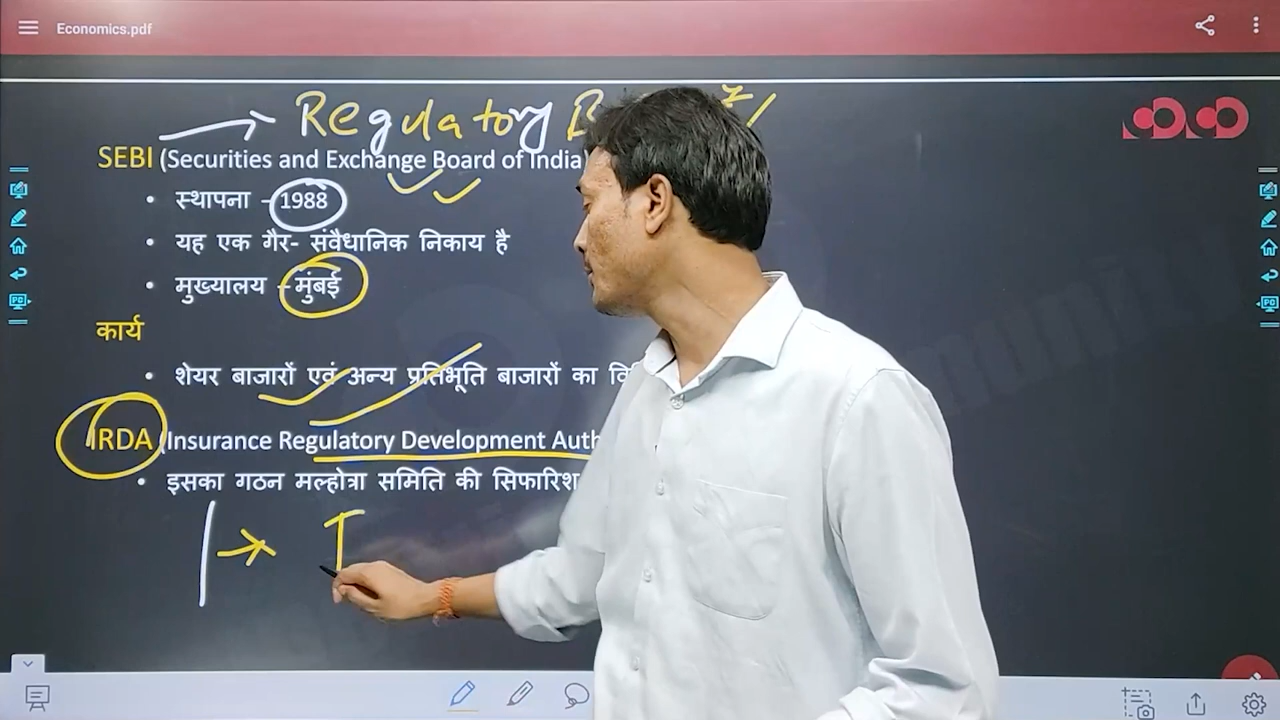 Economics.pdf
Regulatory
SEBI (Securities and Exchange Board of India)
• स्थापना - 1988
• यह एक गैर- संवैधानिक निकाय है
• मुख्यालय - मुंबई
कार्य
• शेयर बाजारों एवं अन्य प्रतिभूति बाजारों का
IRDA (Insurance Regulatory Development
• इसका गठन मल्होत्रा समिति की सिफारिश
I